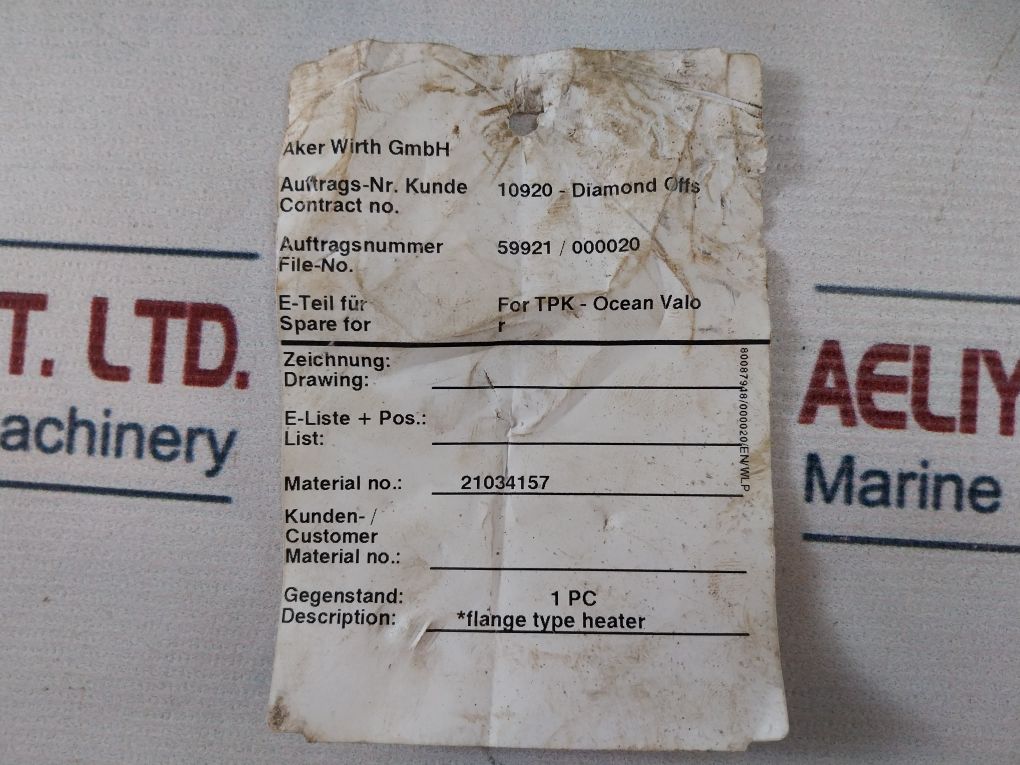 Aker Wirth GmbH
Auftrags-Nr. Kunde 10920 - Diamond Offs
Contract no.
Auftragsnummer 59921 / 000020
File-No.
E-Teil für For TPK - Ocean Valo
Spare for r
Zeichnung:
Drawing:
E-Liste + Pos.:
List:
Material no.: 21034157
Kunden- /
Customer
Material no.:
Gegenstand: 1 PC
Description: *flange type heater
80087948/000020/EN/WLP
T. LTD.
achinery
AELIY
Marine